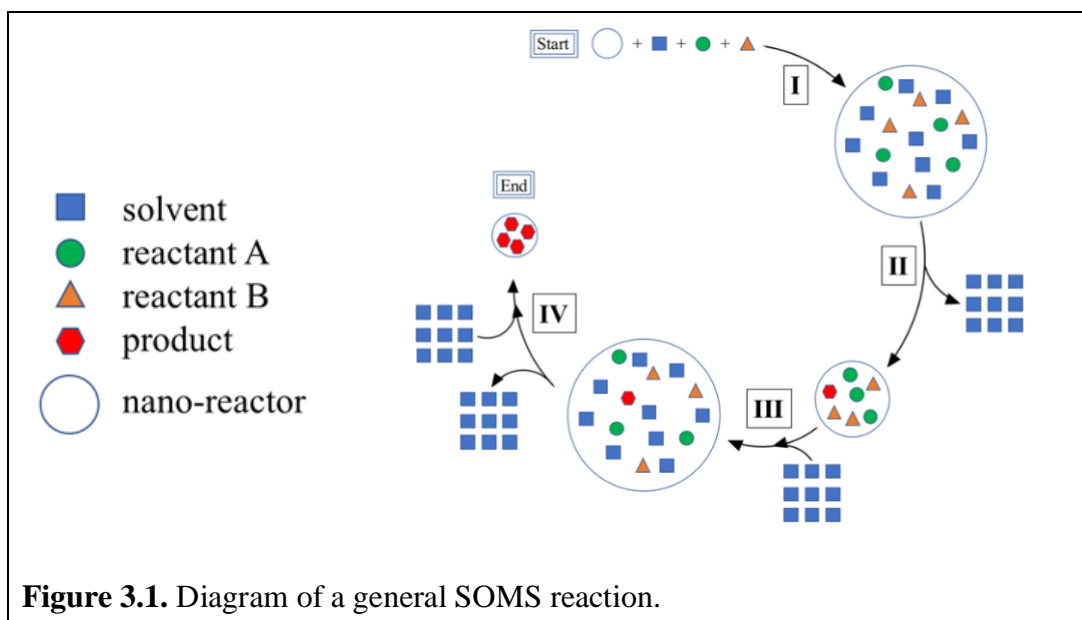 Start + + +
I
II
End
solvent
reactant A
reactant B
product
nano-reactor
IV
III
Figure 3.1. Diagram of a general SOMS reaction.